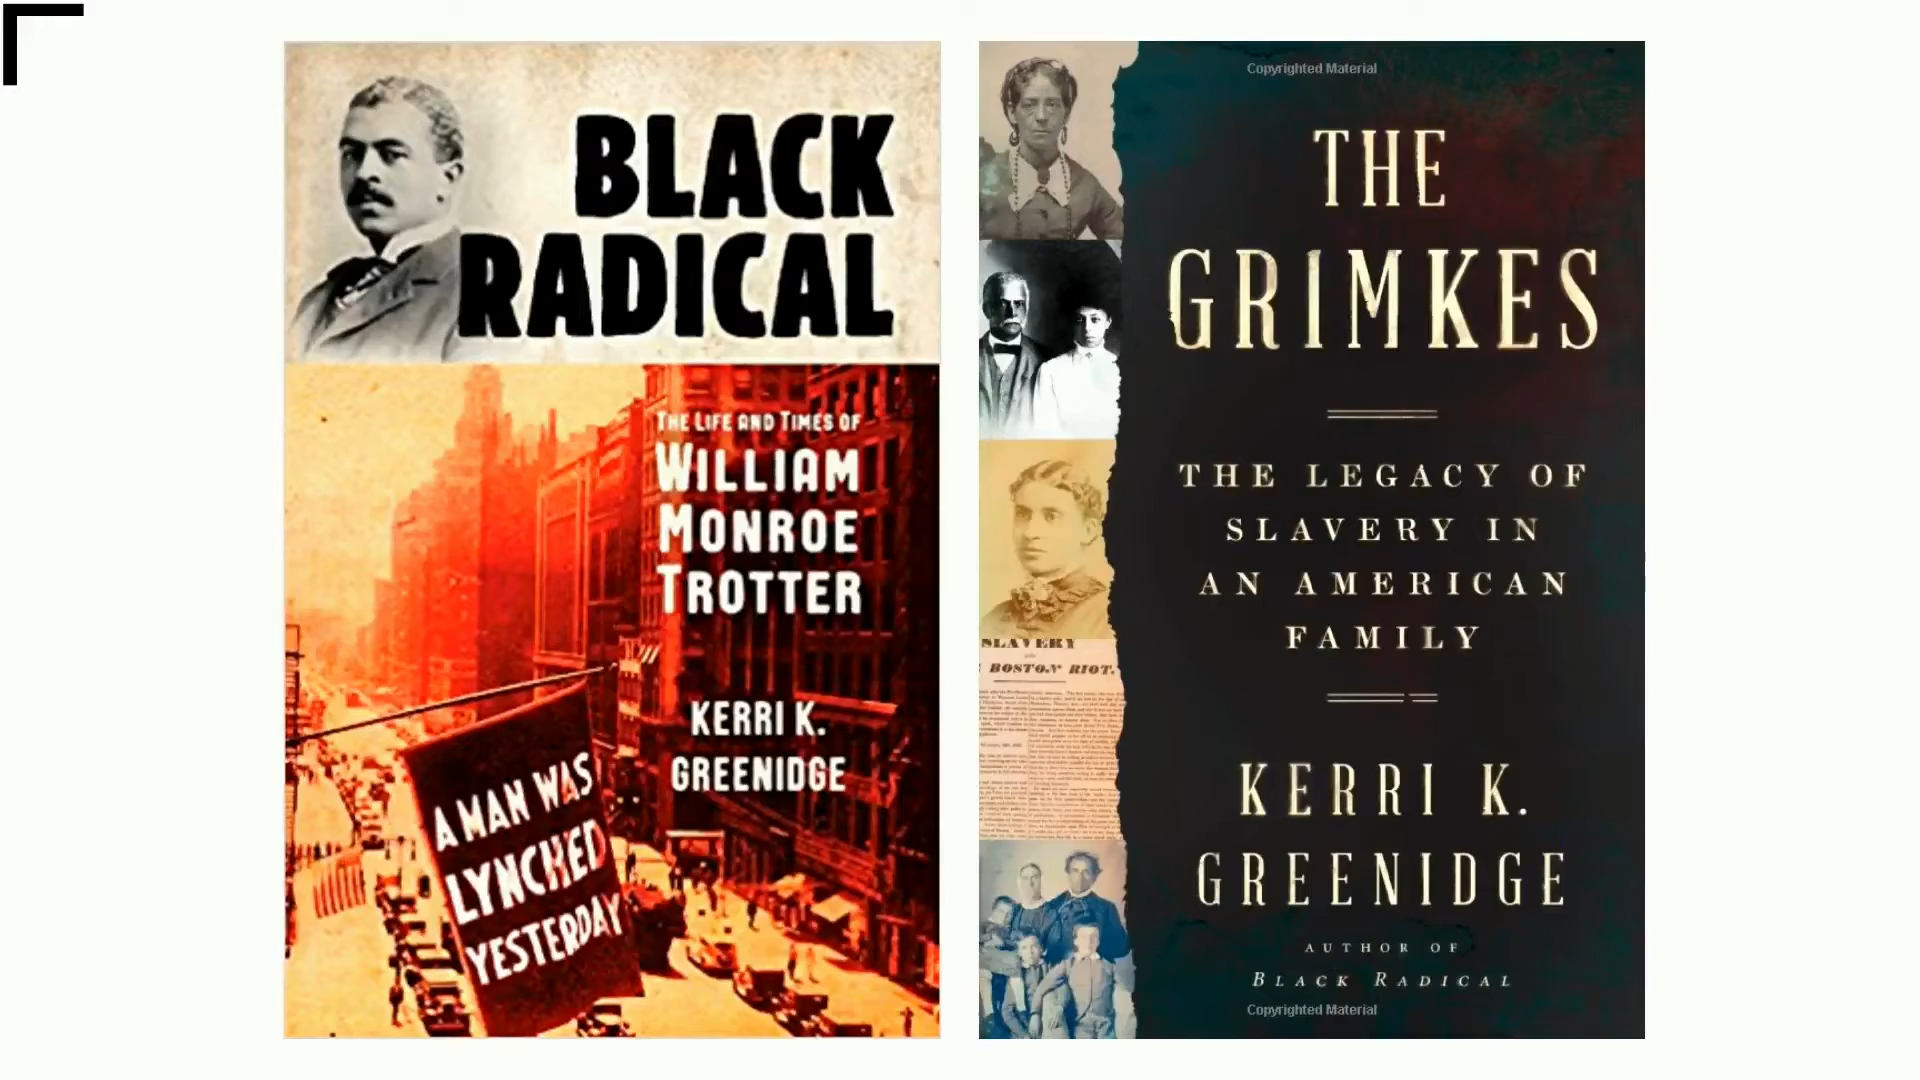 BLACK
RADICAL
THE LIFE AND TIMES OF
WILLIAM
MONROE
TROTTER
KERRI K.
GREENIDGE
A MAN WAS
LYNCHED
YESTERDAY
Copyrighted Material
THE
GRIMKES
THE LEGACY OF
SLAVERY IN
AN AMERICAN
FAMILY
SLAVERY
BOSTON RIOT.
KERRI K.
GREENIDGE
AUTHOR OF
BLACK RADICAL
Copyrighted Material